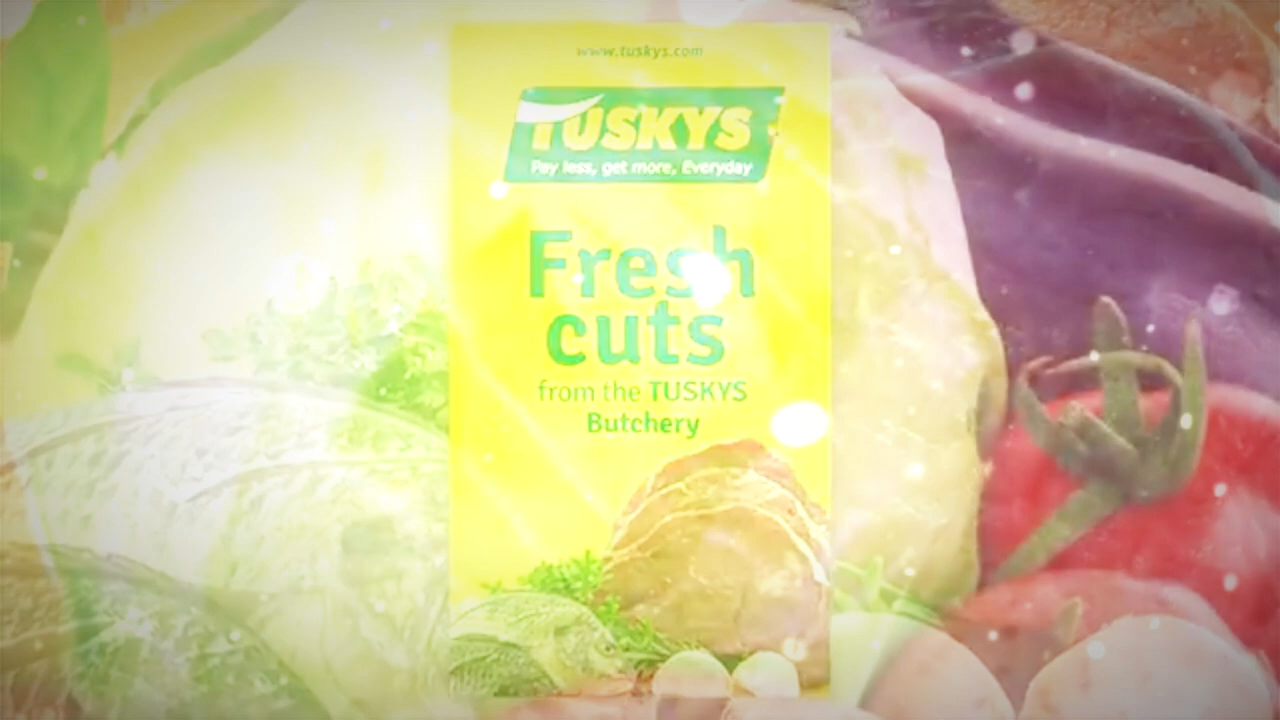 www.tuskys.com
TUSKYS
Pay less, get more, Everyday
Fresh
cuts
from the TUSKYS
Butchery